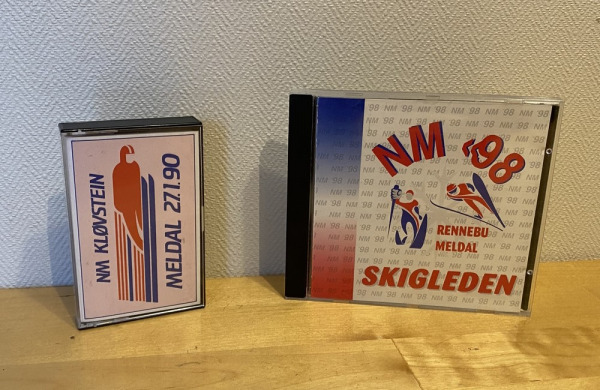 NM KLØVSTEIN
MELDAL 27.1.90
NM '98
RENNEBU
MELDAL
SKIGLEDEN